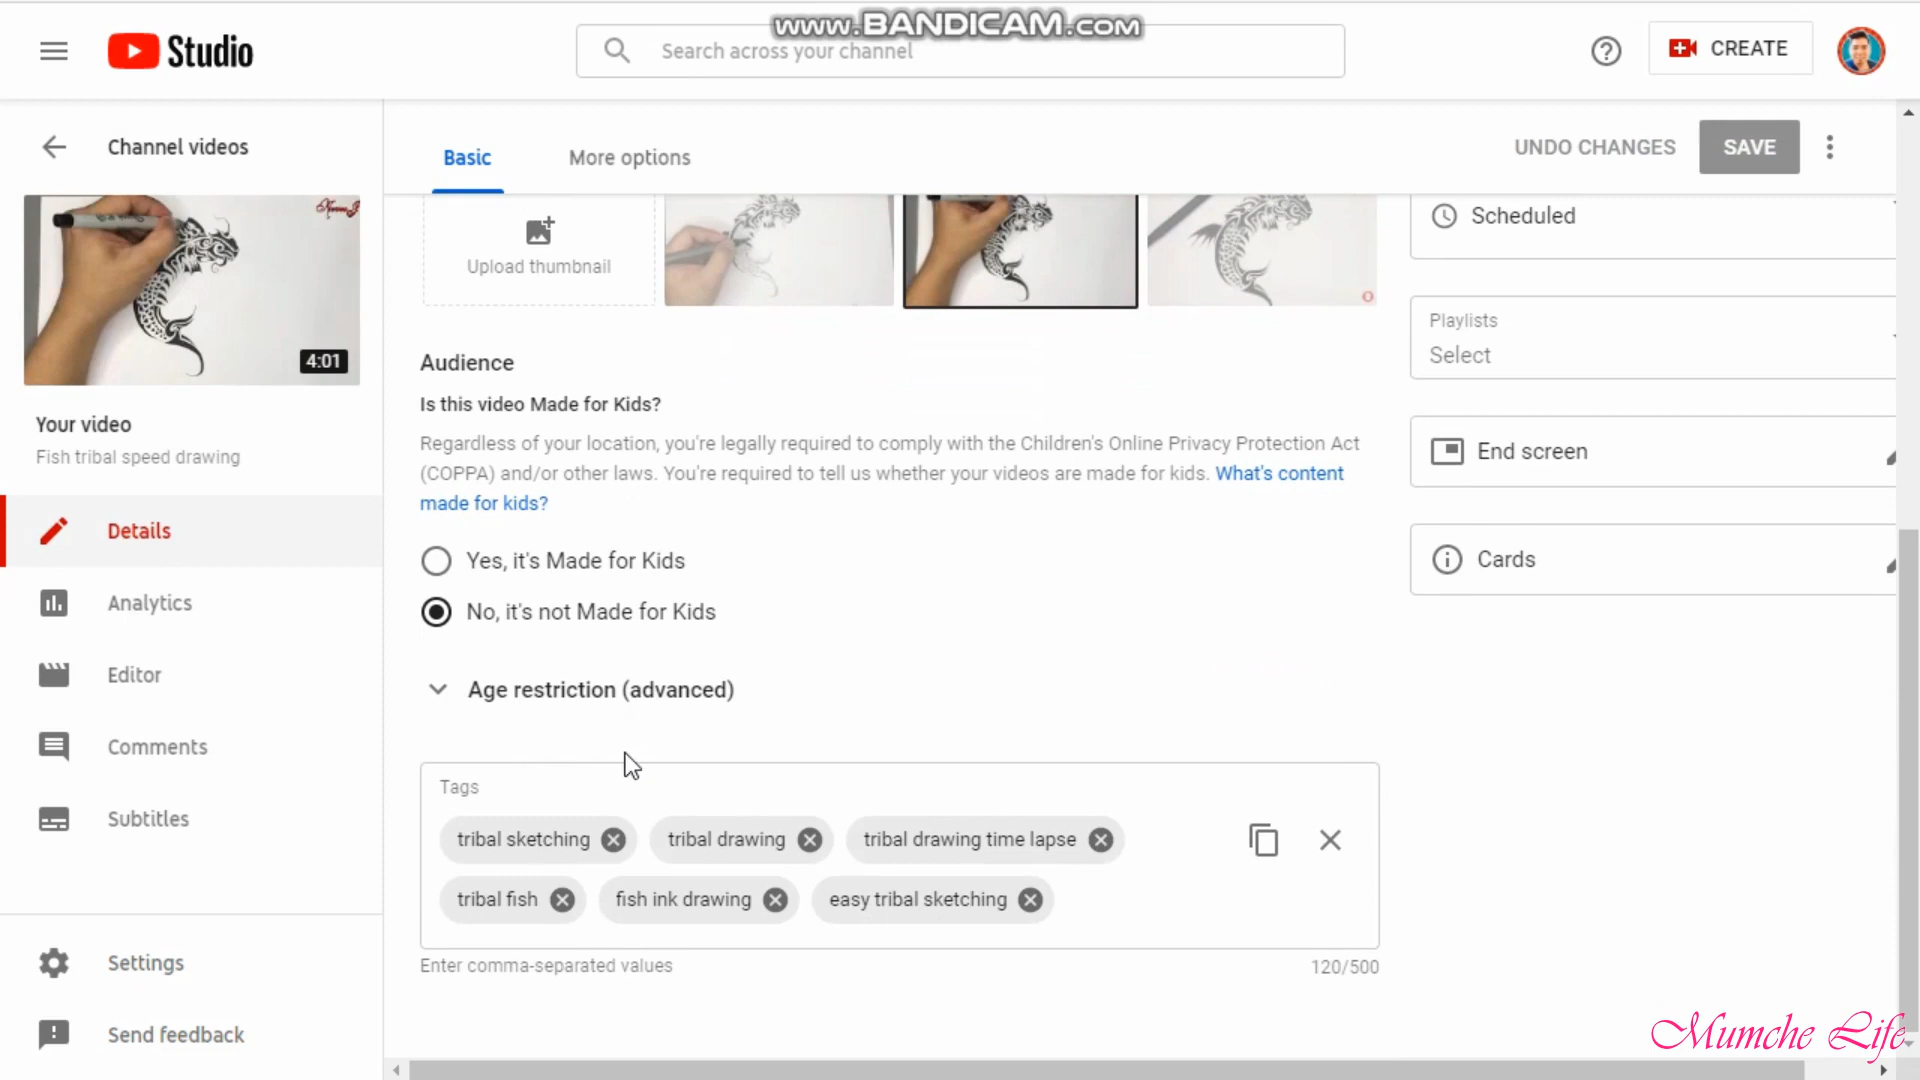 www.BANDICAM.com
Studio
Search across your channel
CREATE
Channel videos
Basic
More options
UNDO CHANGES
SAVE
4:01
Your video
Fish tribal speed drawing
Details
Analytics
Editor
Comments
Subtitles
Settings
Send feedback
Upload thumbnail
Audience
Is this video Made for Kids?
Regardless of your location, you're legally required to comply with the Children's Online Privacy Protection Act
(COPPA) and/or other laws. You're required to tell us whether your videos are made for kids. What's content
made for kids?
Yes, it's Made for Kids
No, it's not Made for Kids
Age restriction (advanced)
Tags
tribal sketching
tribal drawing
tribal drawing time lapse
tribal fish
fish ink drawing
easy tribal sketching
Enter comma-separated values
120/500
Scheduled
Playlists
Select
End screen
Cards
Mumche Life